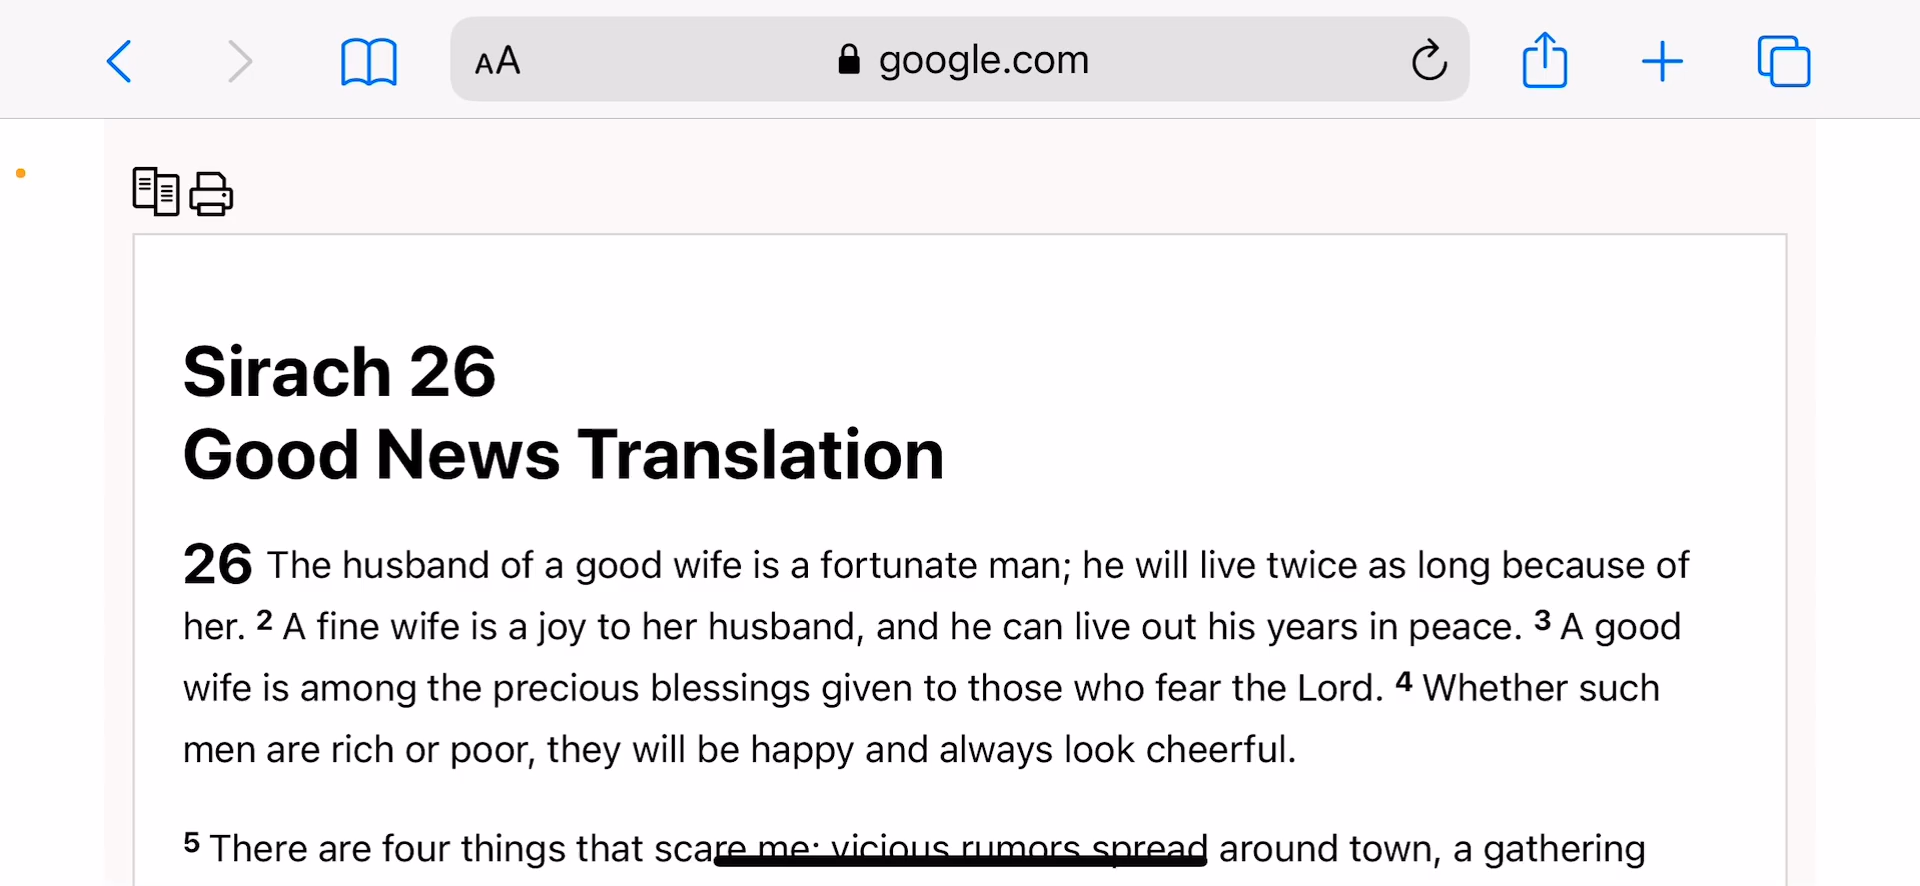 AA google.com
Sirach 26
Good News Translation
26 The husband of a good wife is a fortunate man; he will live twice as long because of
her. 2 A fine wife is a joy to her husband, and he can live out his years in peace. 3 A good
wife is among the precious blessings given to those who fear the Lord. 4 Whether such
men are rich or poor, they will be happy and always look cheerful.
5 There are four things that scare me: vicious rumors spread around town, a gathering